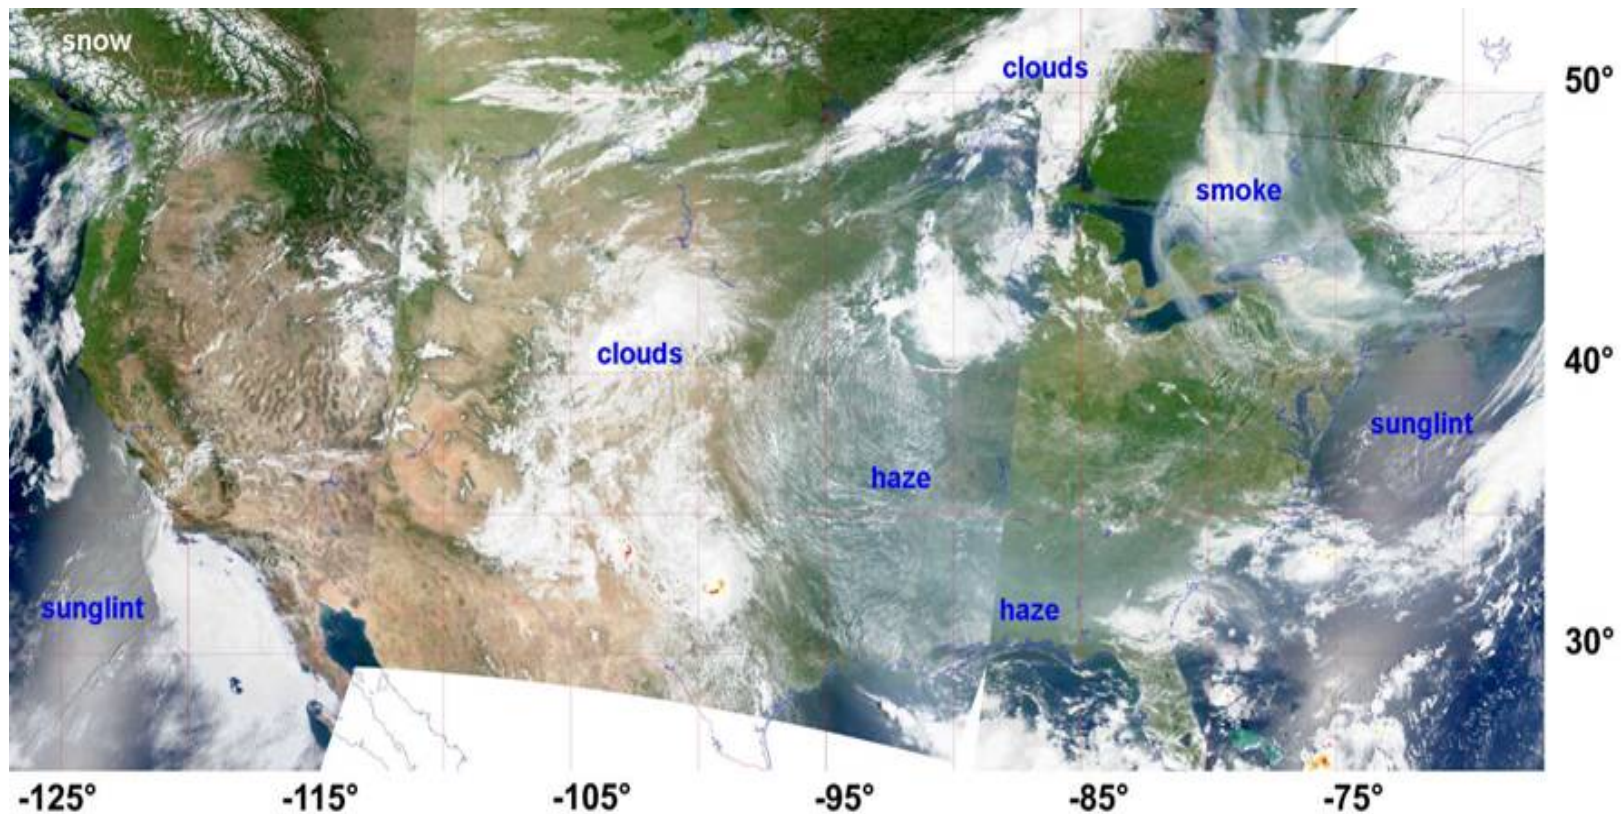 snow
clouds
50°
smoke
clouds
40°
sunglint
haze
sunglint
haze
30°
-125°
-115°
-105°
-95°
-85°
-75°